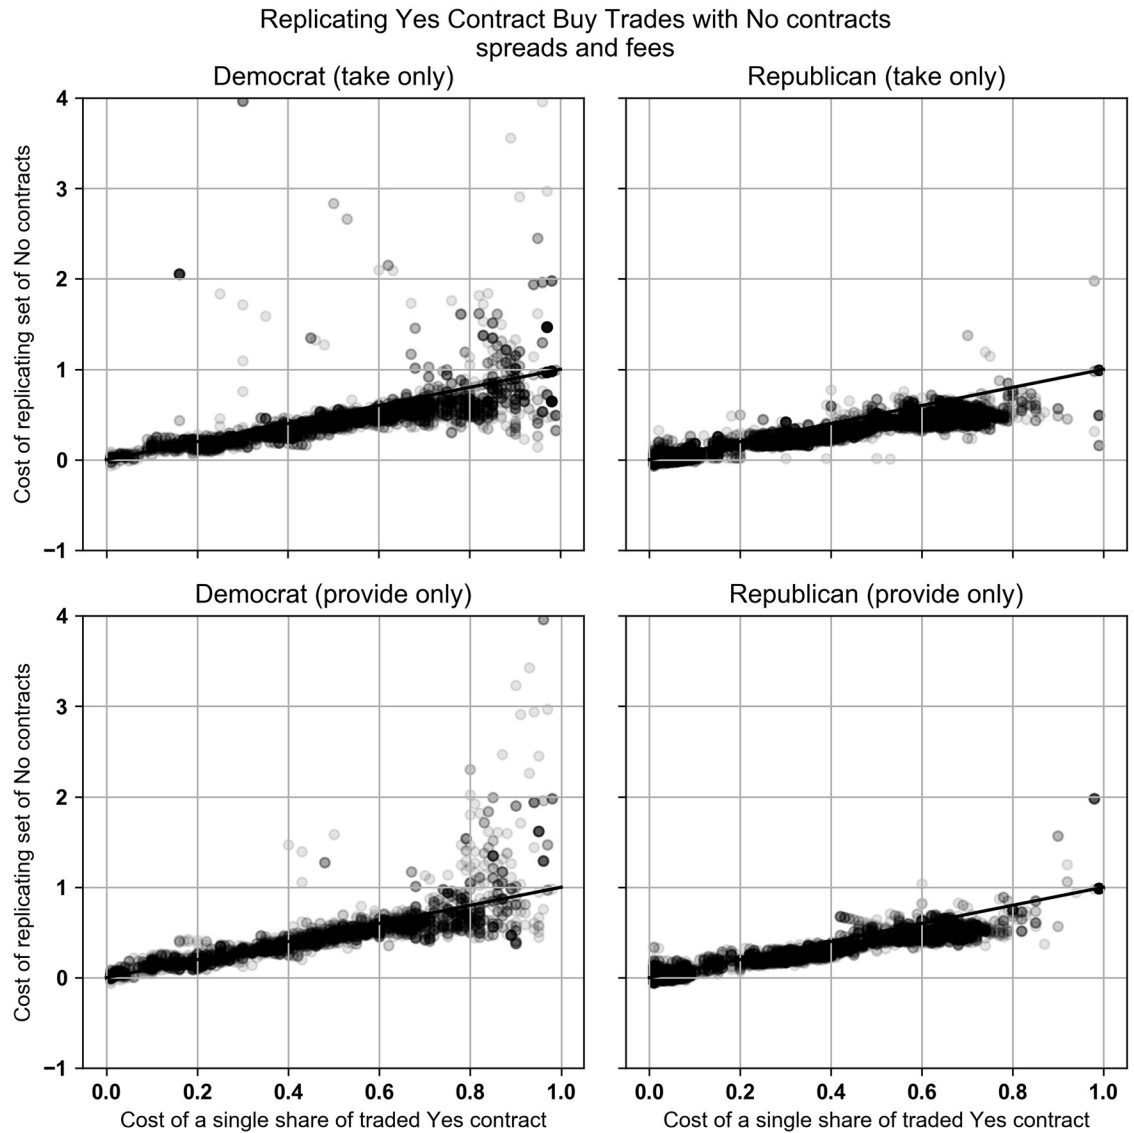 Replicating Yes Contract Buy Trades with No contracts
spreads and fees
Democrat (take only)
Republican (take only)
4
3
2
1
0
−1
Cost of replicating set of No contracts
Democrat (provide only)
Republican (provide only)
4
3
2
1
0
−1
Cost of replicating set of No contracts
0.0 0.2 0.4 0.6 0.8 1.0
0.0 0.2 0.4 0.6 0.8 1.0
Cost of a single share of traded Yes contract
Cost of a single share of traded Yes contract